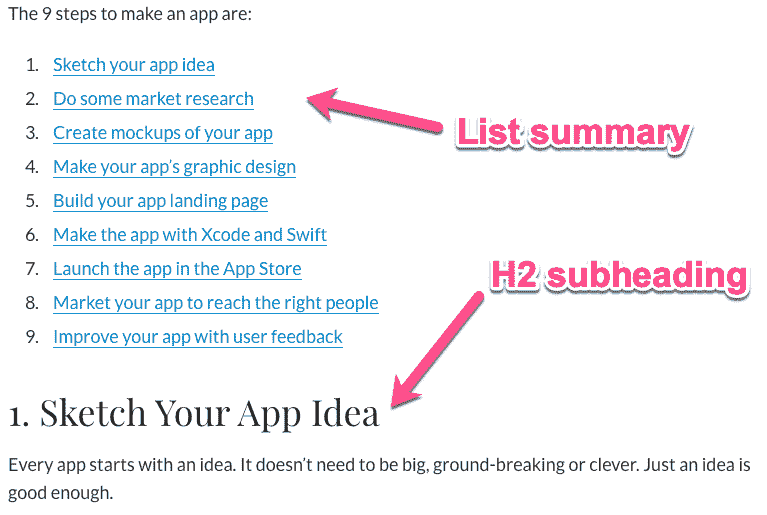 The 9 steps to make an app are:
1. Sketch your app idea
2. Do some market research
List summary
3. Create mockups of your app
4. Make your app's graphic design
5. Build your app landing page
6. Make the app with Xcode and Swift
7. Launch the app in the App Store
H2 subheading
8. Market your app to reach the right people
9. Improve your app with user feedback
1. Sketch Your App Idea
Every app starts with an idea. It doesn't need to be big, ground-breaking or clever. Just an idea is
good enough.